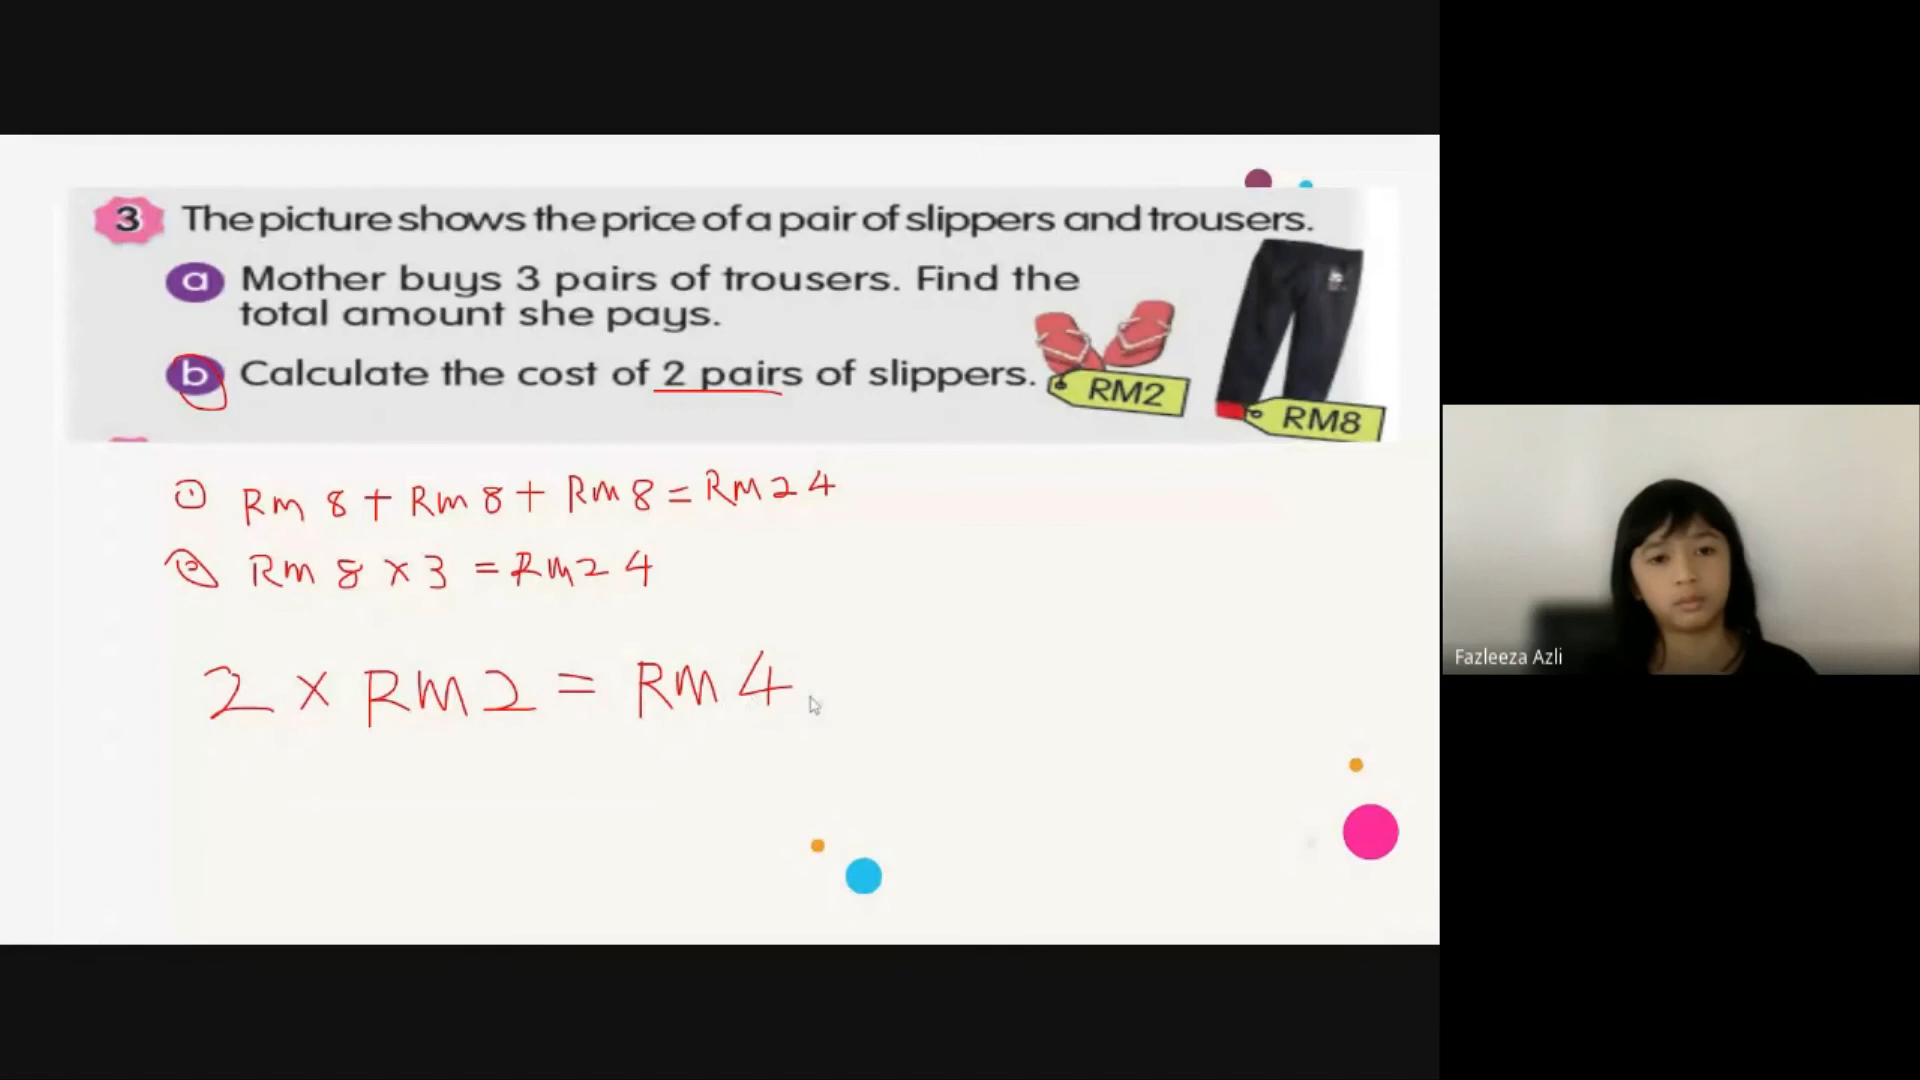 3 The picture shows the price of a pair of slippers and trousers.
a Mother buys 3 pairs of trousers. Find the
total amount she pays.
b Calculate the cost of 2 pairs of slippers.
RM2
RM8
① Rm 8 + Rm 8 + Rm 8 = Rm 24
② Rm 8 x 3 = Rm 24
2 x RM2 = RM 4
Fazleeza Azli